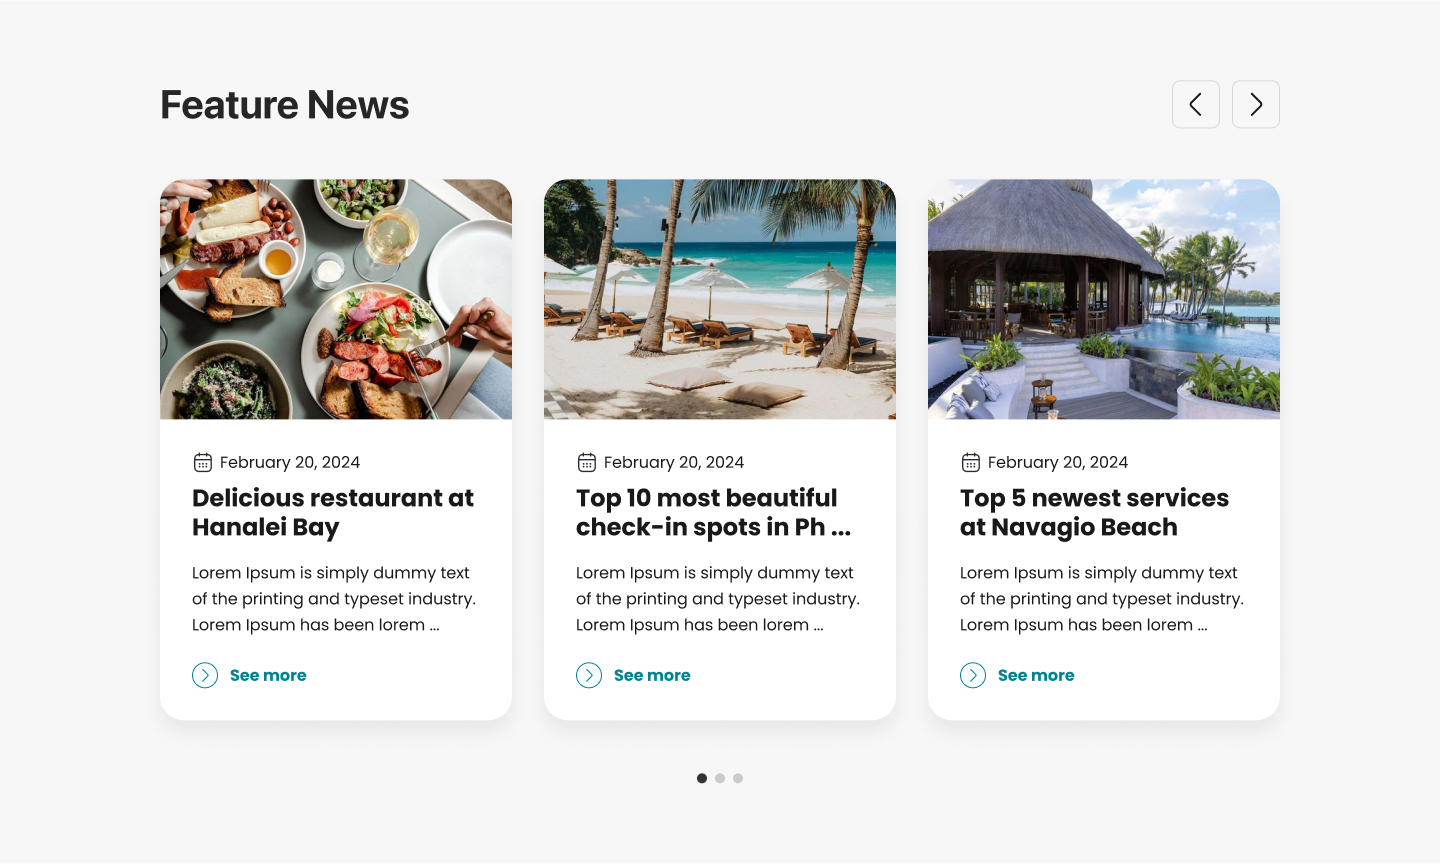 Feature News
February 20, 2024
Delicious restaurant at
Hanalei Bay
Lorem Ipsum is simply dummy text
of the printing and typeset industry.
Lorem Ipsum has been lorem ...
See more
February 20, 2024
Top 10 most beautiful
check-in spots in Ph ...
Lorem Ipsum is simply dummy text
of the printing and typeset industry.
Lorem Ipsum has been lorem ...
See more
February 20, 2024
Top 5 newest services
at Navagio Beach
Lorem Ipsum is simply dummy text
of the printing and typeset industry.
Lorem Ipsum has been lorem ...
See more